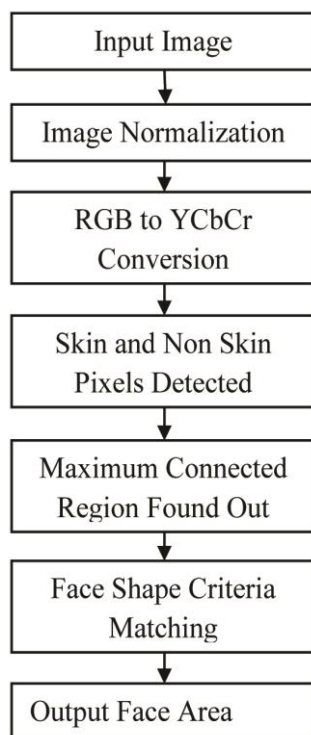 Input Image
Image Normalization
RGB to YCbCr
Conversion
Skin and Non Skin
Pixels Detected
Maximum Connected
Region Found Out
Face Shape Criteria
Matching
Output Face Area